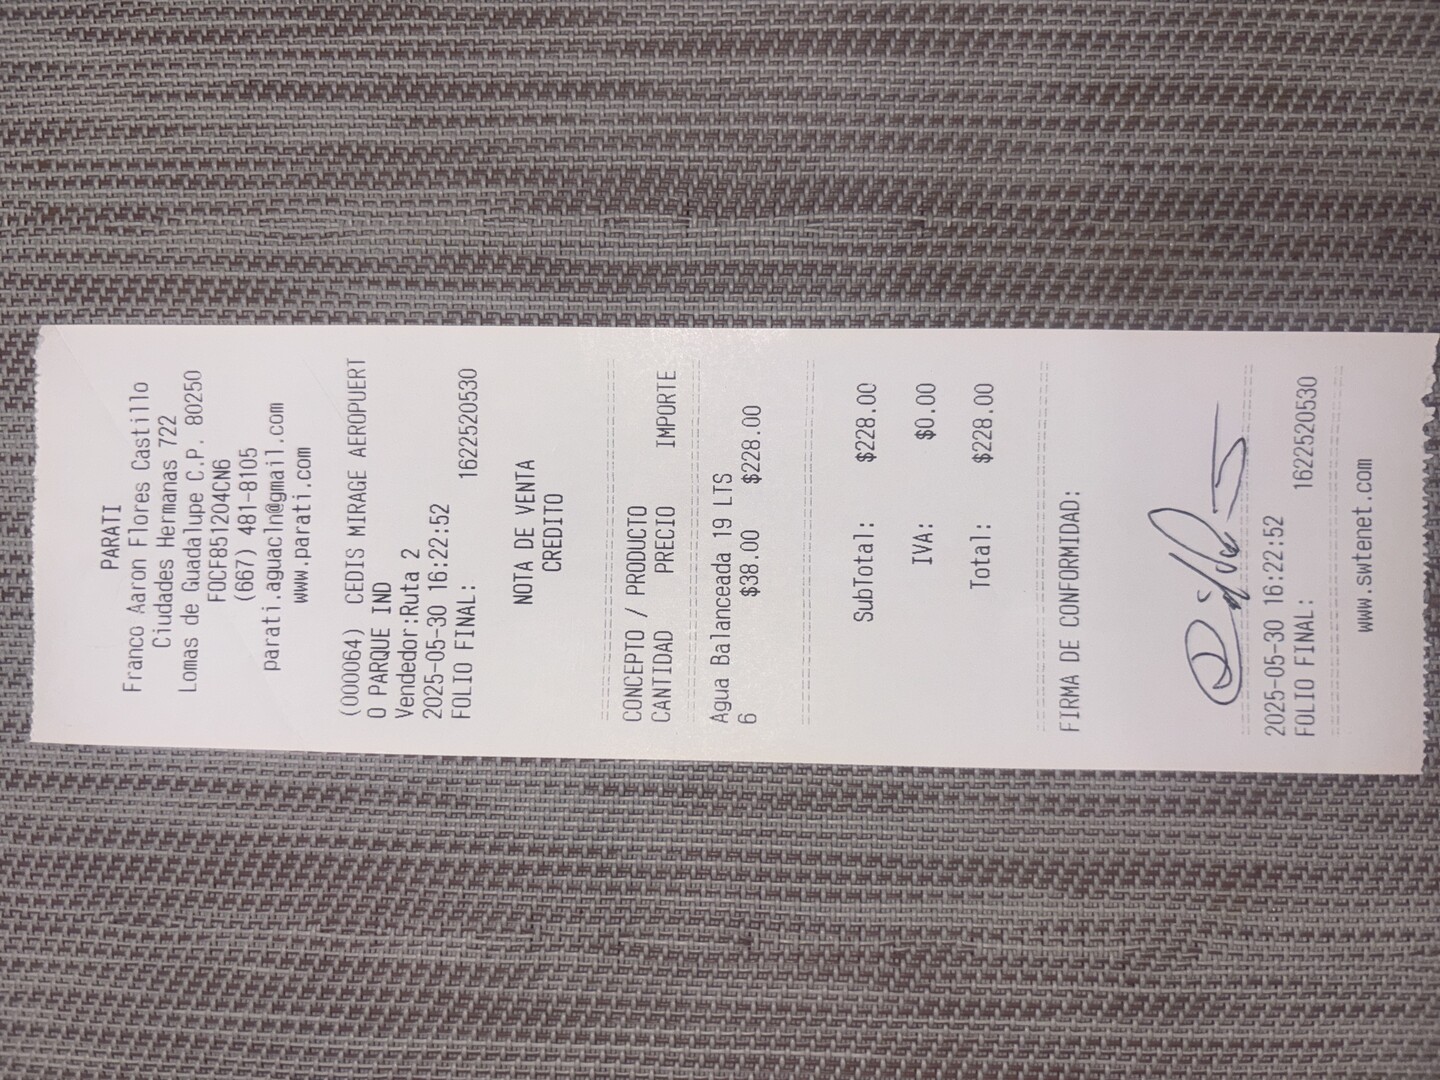 PARATI
Franco Aaron Flores Castillo
Ciudades Hermanas 722
Lomas de Guadalupe C.P. 80250
FOCF851204CN6
(667) 481-8105
parati.aguacln@gmail.com
www.parati.com
(000064) CEDIS MIRAGE AEROPUERT
O PARQUE IND
Vendedor:Ruta 2
2025-05-30 16:22:52
FOLIO FINAL: 1622520530
NOTA DE VENTA
CREDITO
CONCEPTO / PRODUCTO
CANTIDAD PRECIO IMPORTE
Agua Balanceada 19 LTS
6 $38.00 $228.00
SubTotal: $228.00
IVA: $0.00
Total: $228.00
FIRMA DE CONFORMIDAD:
2025-05-30 16:22:52
FOLIO FINAL: 1622520530
www.swtenet.com